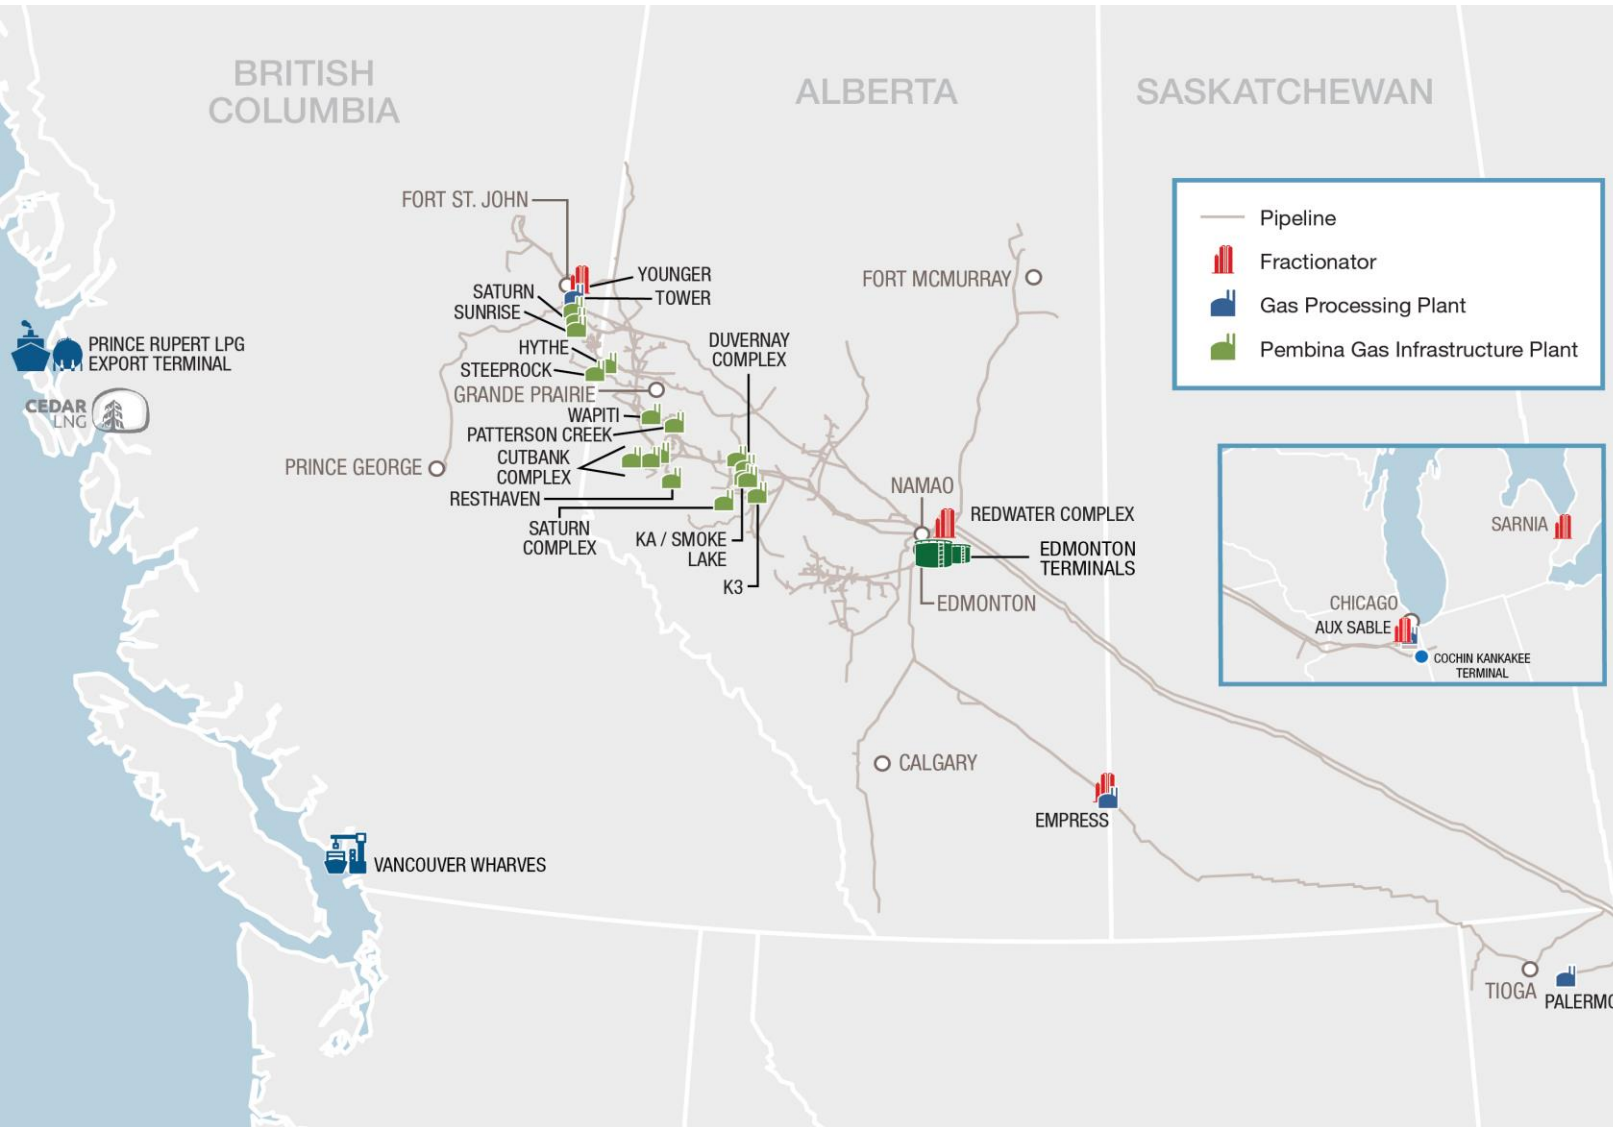 BRITISH
COLUMBIA
ALBERTA
SASKATCHEWAN
FORT ST. JOHN
YOUNGER
TOWER
SATURN
SUNRISE
HYTHE
STEEPROCK
GRANDE PRAIRIE
WAPITI
PATTERSON CREEK
CUTBANK
COMPLEX
RESTHAVEN
SATURN
COMPLEX
DUVERNAY
COMPLEX
KA / SMOKE
LAKE
K3
FORT MCMURRAY
PRINCE RUPERT LPG
EXPORT TERMINAL
CEDAR
LNG
PRINCE GEORGE
NAMAO
REDWATER COMPLEX
EDMONTON
TERMINALS
EDMONTON
CALGARY
EMPRESS
VANCOUVER WHARVES
TIOGA
PALERMO
Pipeline
Fractionator
Gas Processing Plant
Pembina Gas Infrastructure Plant
SARNIA
CHICAGO
AUX SABLE
COCHIN KANKAKEE
TERMINAL